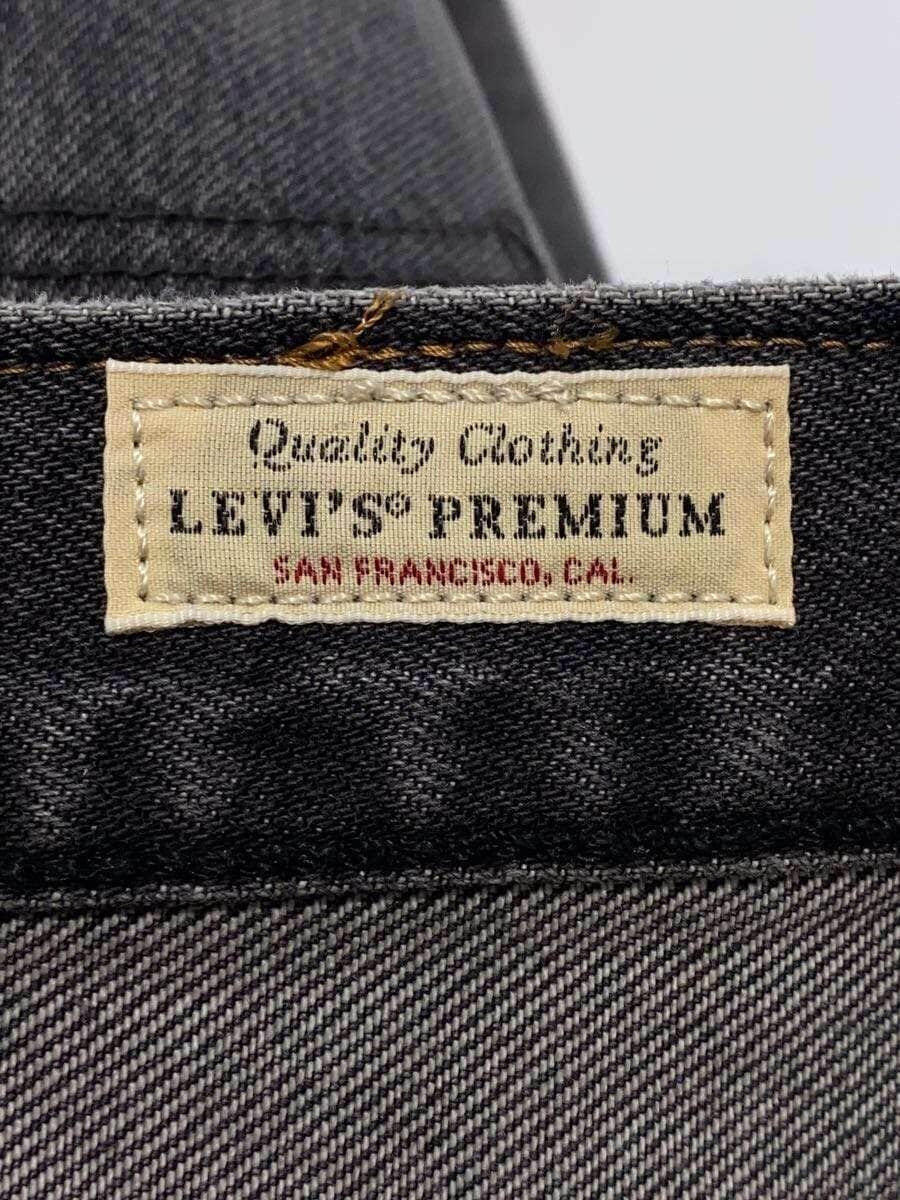 Quality Clothing
LEVI'S® PREMIUM
SAN FRANCISCO, CAL.